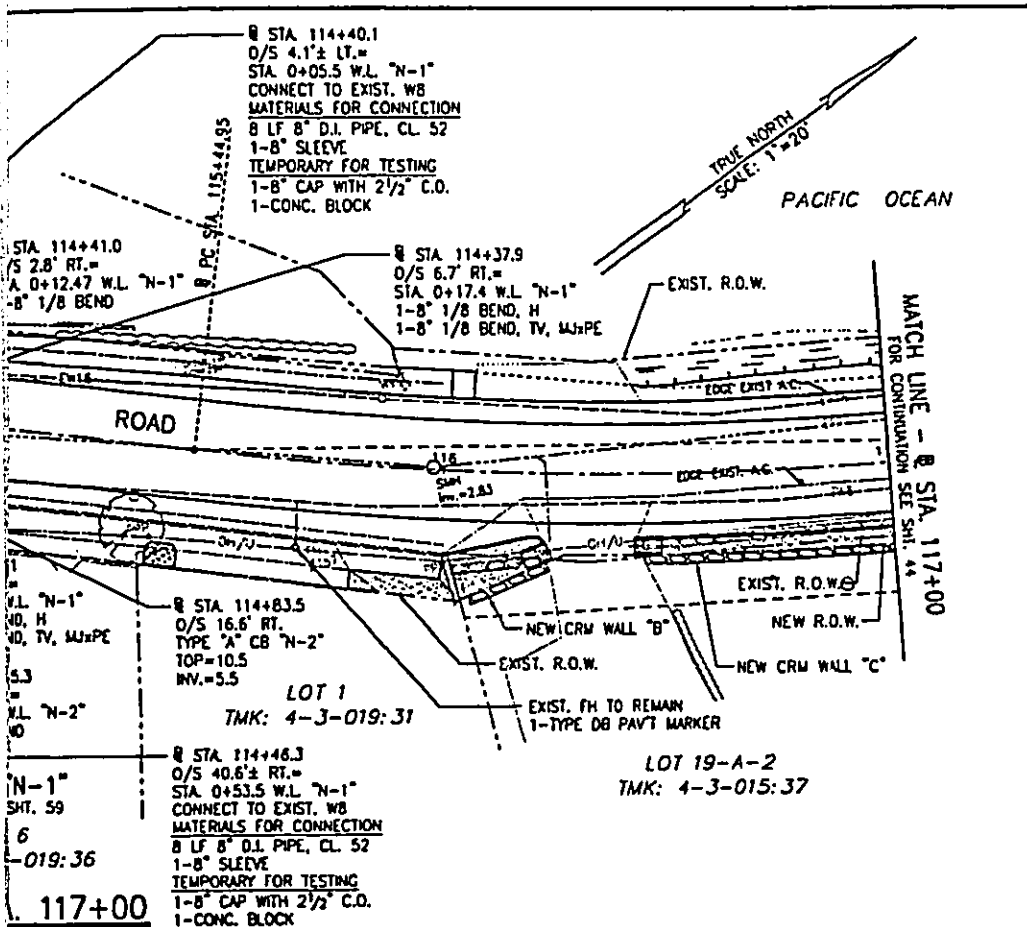 ℄ STA. 114+40.1
O/S 4.1'± LT.=
STA. 0+05.5 W.L. "N-1"
CONNECT TO EXIST. W8
MATERIALS FOR CONNECTION
8 LF 8" D.I. PIPE, CL. 52
1-8" SLEEVE
TEMPORARY FOR TESTING
1-8" CAP WITH 2½" C.O.
1-CONC. BLOCK
℄ PC STA. 115+44.95
TRUE NORTH
SCALE: 1"=20'
PACIFIC OCEAN
STA. 114+41.0
/S 2.8' RT.=
A. 0+12.47 W.L. "N-1"
-8" 1/8 BEND
℄ STA. 114+37.9
O/S 6.7' RT.=
STA. 0+17.4 W.L. "N-1"
1-8" 1/8 BEND, H
1-8" 1/8 BEND, TV, MJxPE
EXIST. R.O.W.
MATCH LINE - ℄ STA. 117+00
FOR CONTINUATION SEE SHT. 44
EDGE EXIST A.C.
ROAD
116
SMH
Inv.=2.83
EDGE EXIST. A.C.
OH/U
OH/U
EXIST. R.O.W.
NEW R.O.W.
NEW CRM WALL "B"
NEW CRM WALL "C"
EXIST. R.O.W.
W.L. "N-1"
ND, H
ND, TV, MJxPE
5.3
=
W.L. "N-2"
ND
℄ STA. 114+83.5
O/S 16.6' RT.
TYPE "A" CB "N-2"
TOP=10.5
INV.=5.5
LOT 1
TMK: 4-3-019:31
EXIST. FH TO REMAIN
1-TYPE DB PAV'T MARKER
LOT 19-A-2
TMK: 4-3-015:37
℄ STA. 114+46.3
O/S 40.6'± RT.=
STA. 0+53.5 W.L. "N-1"
CONNECT TO EXIST. W8
MATERIALS FOR CONNECTION
8 LF 8" D.I. PIPE, CL. 52
1-8" SLEEVE
TEMPORARY FOR TESTING
1-8" CAP WITH 2½" C.O.
1-CONC. BLOCK
"N-1"
SHT. 59
6
-019:36
. 117+00